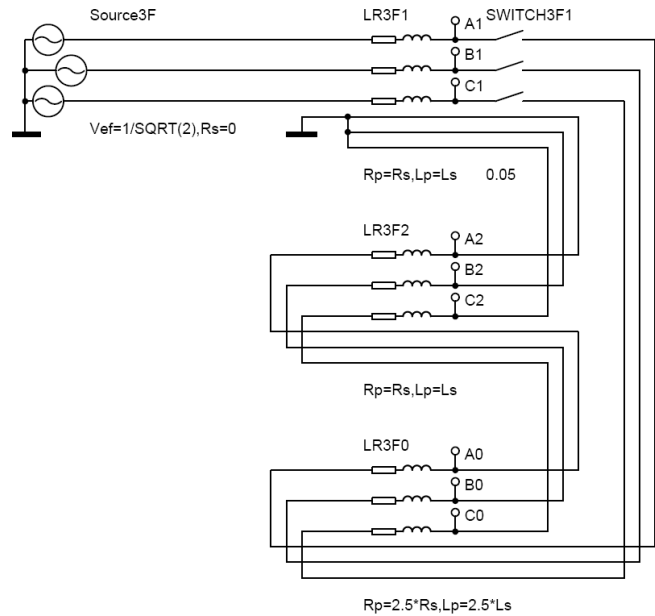 Source3F
LR3F1
A1
SWITCH3F1
B1
C1
Vef=1/SQRT(2),Rs=0
Rp=Rs,Lp=Ls
0.05
LR3F2
A2
B2
C2
Rp=Rs,Lp=Ls
LR3F0
A0
B0
C0
Rp=2.5*Rs,Lp=2.5*Ls